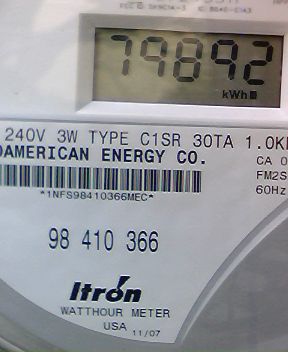 79892
kWh
240V 3W TYPE C1SR 30TA 1.0K
AMERICAN ENERGY CO.
CA 0
*1NFS98410366MEC*
FM2S
60Hz
98 410 366
Itrón
WATTHOUR METER
USA 11/07